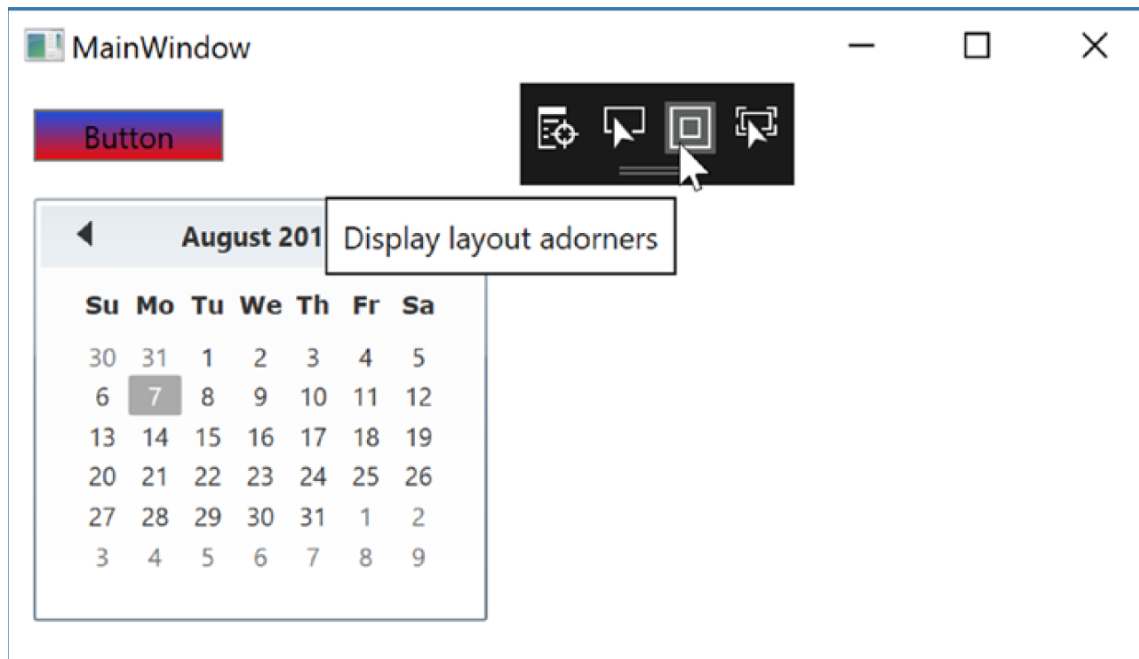 MainWindow
Button
August 201
Display layout adorners
Su Mo Tu We Th Fr Sa
30 31 1 2 3 4 5
6 7 8 9 10 11 12
13 14 15 16 17 18 19
20 21 22 23 24 25 26
27 28 29 30 31 1 2
3 4 5 6 7 8 9